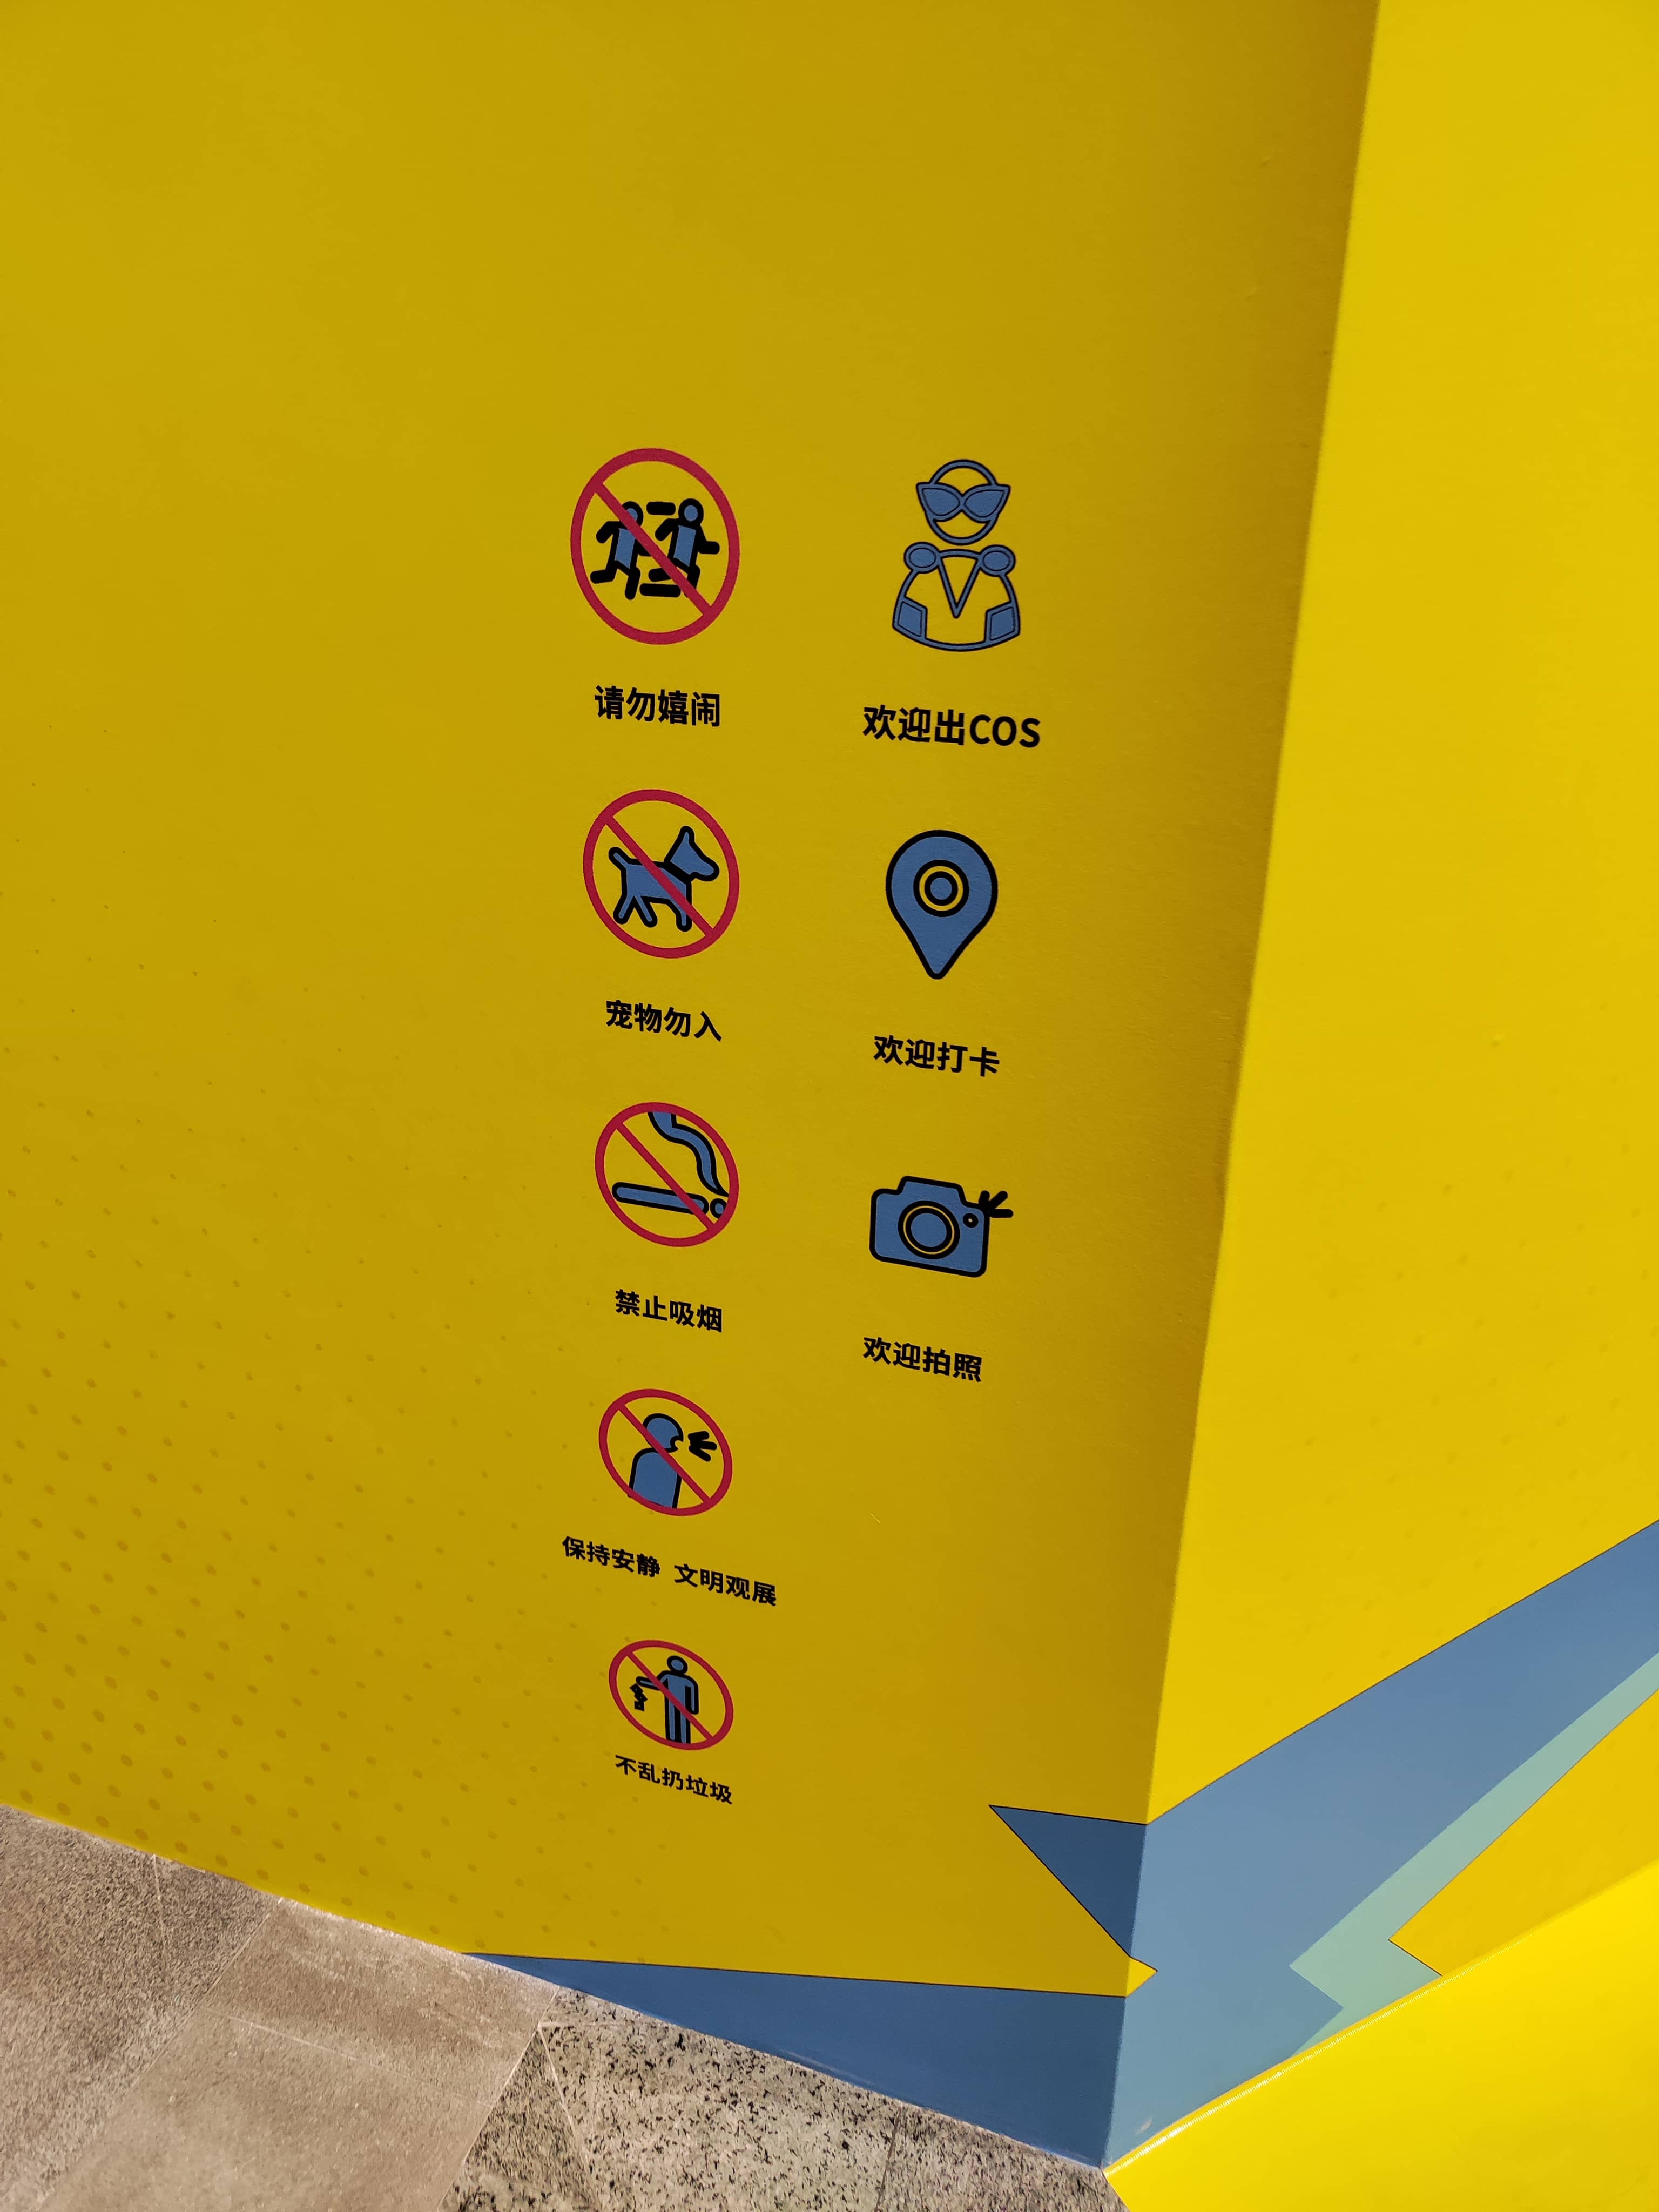 请勿嬉闹
欢迎出COS
宠物勿入
欢迎打卡
禁止吸烟
欢迎拍照
保持安静 文明观展
不乱扔垃圾